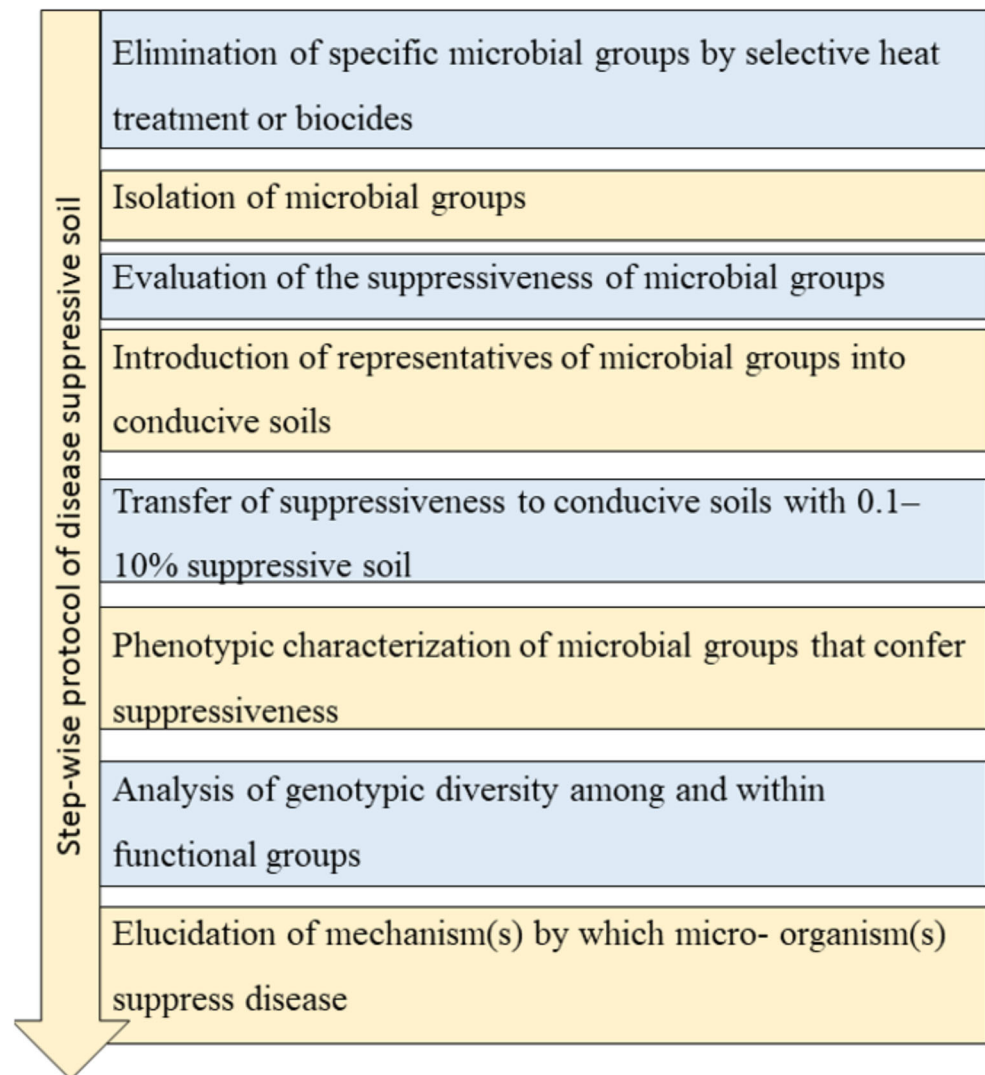 Step-wise protocol of disease suppressive soil
Elimination of specific microbial groups by selective heat
treatment or biocides
Isolation of microbial groups
Evaluation of the suppressiveness of microbial groups
Introduction of representatives of microbial groups into
conducive soils
Transfer of suppressiveness to conducive soils with 0.1–
10% suppressive soil
Phenotypic characterization of microbial groups that confer
suppressiveness
Analysis of genotypic diversity among and within
functional groups
Elucidation of mechanism(s) by which micro- organism(s)
suppress disease